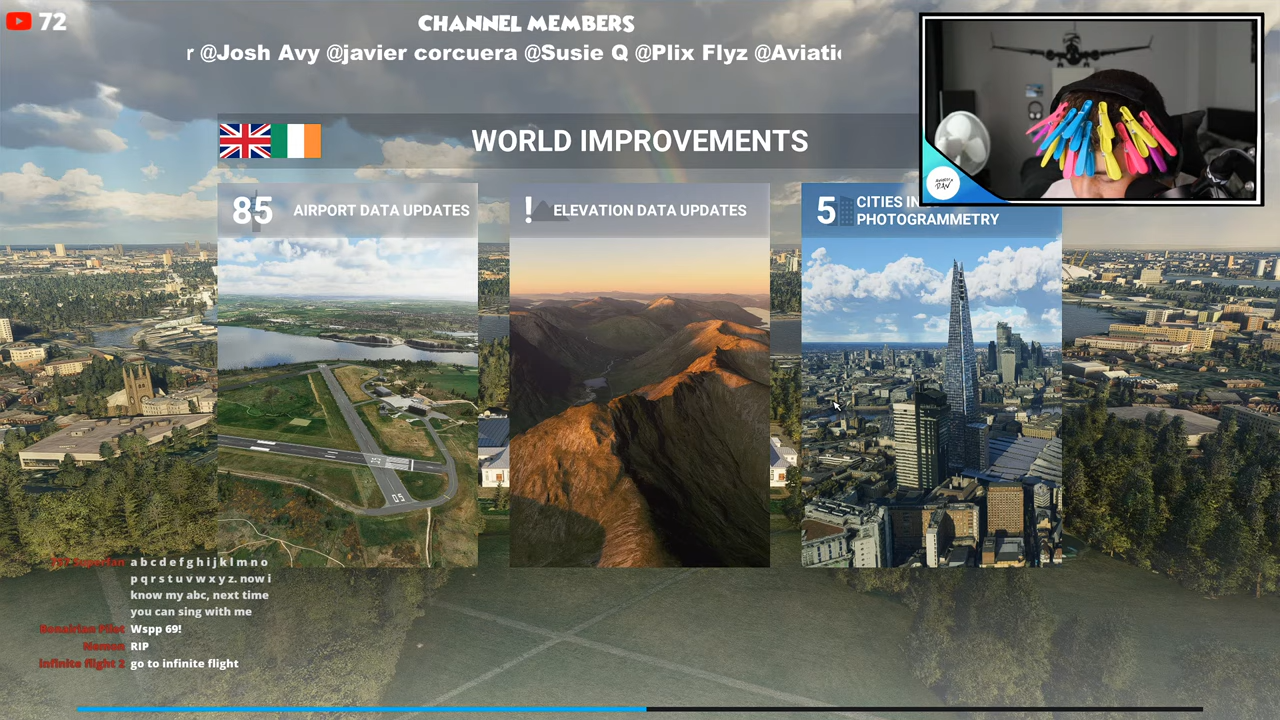 72
CHANNEL MEMBERS
r @Josh Avy @javier corcuera @Susie Q @Plix Flyz @Aviati
WORLD IMPROVEMENTS
85 AIRPORT DATA UPDATES
! ELEVATION DATA UPDATES
5 CITIES IN
PHOTOGRAMMETRY
05
a b c d e f g h i j k l m n o
p q r s t u v w x y z. now i
know my abc, next time
you can sing with me
Bonairian Pilot Wspp 69!
RIP
Infinite flight 2 go to infinite flight